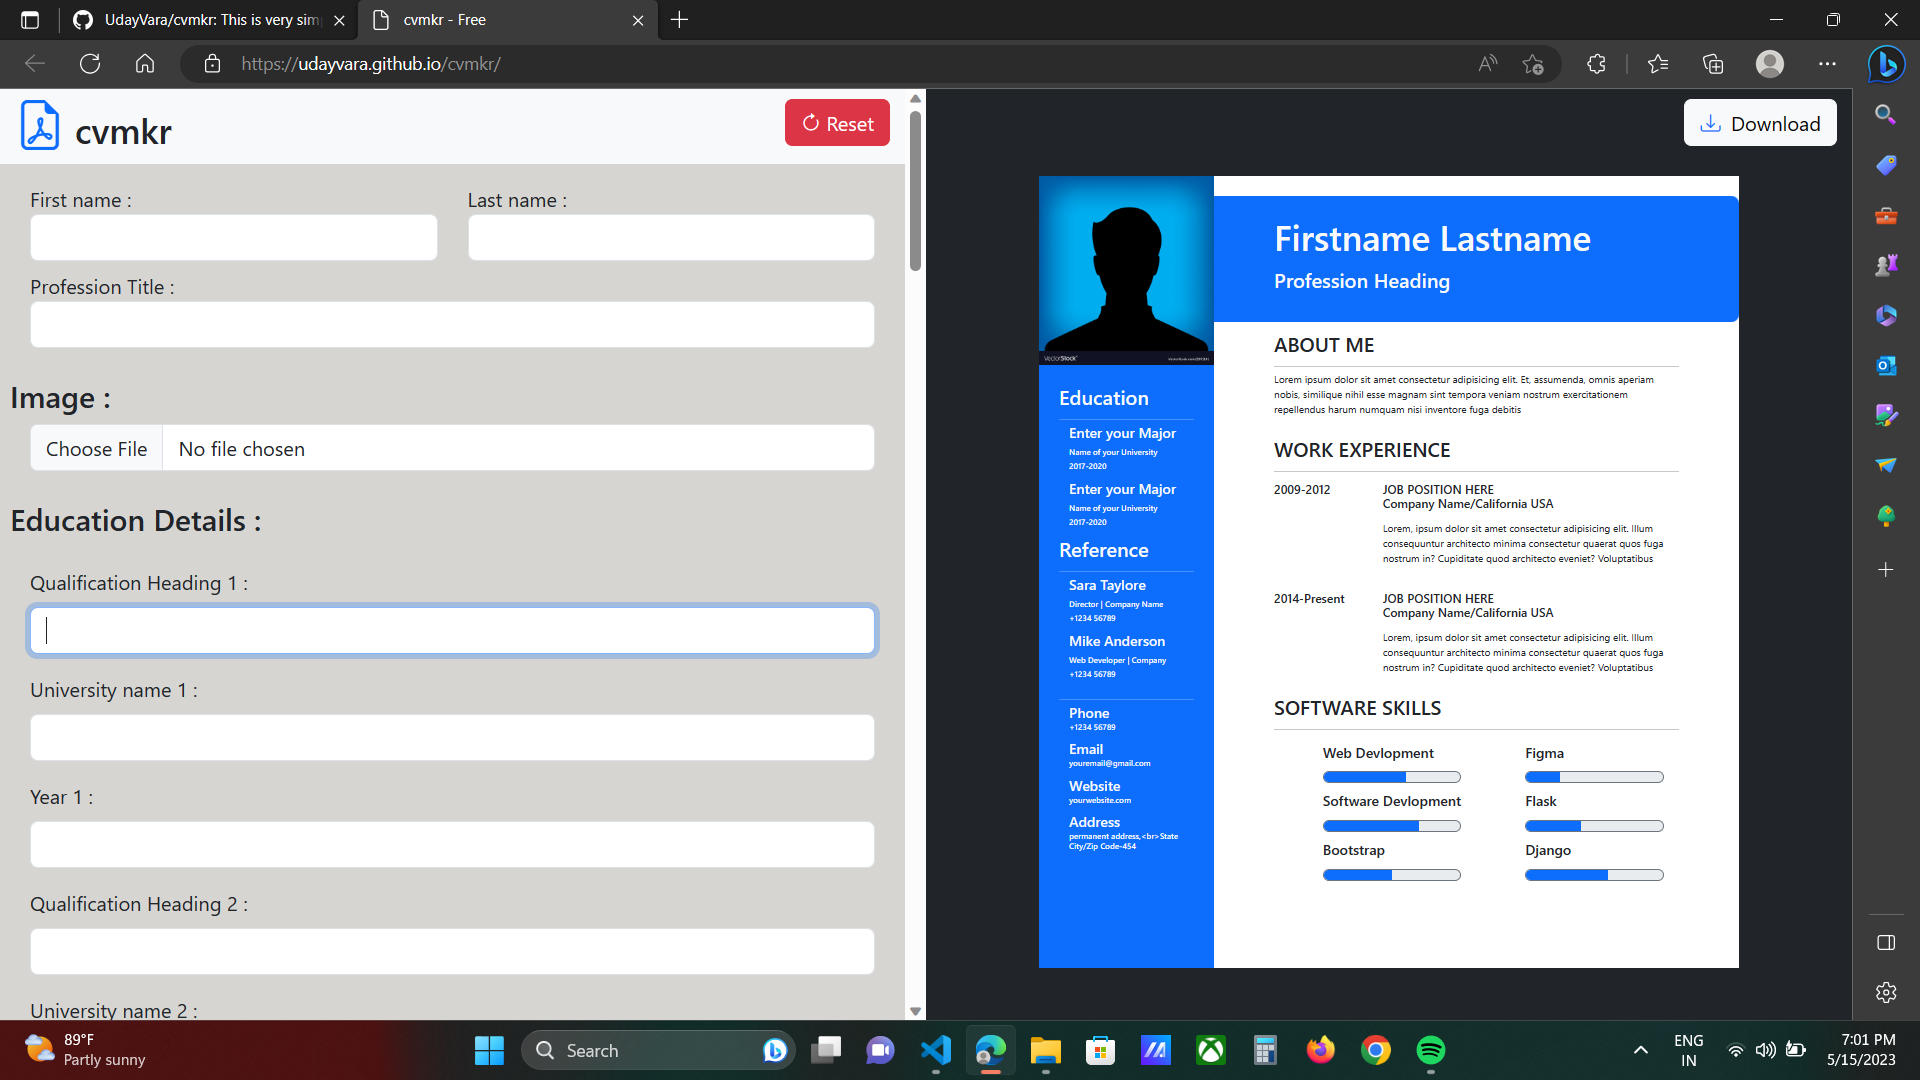 UdayVara/cvmkr: This is very sim
cvmkr - Free
https://udayvara.github.io/cvmkr/
cvmkr
Reset
First name :
Last name :
Profession Title :
Image :
Choose File
No file chosen
Education Details :
Qualification Heading 1 :
University name 1 :
Year 1 :
Qualification Heading 2 :
University name 2 :
Download
VectorStock
Firstname Lastname
Profession Heading
Education
Enter your Major
Name of your University
2017-2020
Enter your Major
Name of your University
2017-2020
Reference
Sara Taylore
Director | Company Name
+1234 56789
Mike Anderson
Web Developer | Company
+1234 56789
Phone
+1234 56789
Email
youremail@gmail.com
Website
yourwebsite.com
Address
permanent address,<br>State
City/Zip Code-454
ABOUT ME
Lorem ipsum dolor sit amet consectetur adipisicing elit. Et, assumenda, omnis aperiam
nobis, similique nihil esse magnam sint tempora veniam nostrum exercitationem
repellendus harum numquam nisi inventore fuga debitis
WORK EXPERIENCE
2009-2012
JOB POSITION HERE
Company Name/California USA
Lorem, ipsum dolor sit amet consectetur adipisicing elit. Illum
consequuntur architecto minima consectetur quaerat quos fuga
nostrum in? Cupiditate quod architecto eveniet? Voluptatibus
2014-Present
JOB POSITION HERE
Company Name/California USA
Lorem, ipsum dolor sit amet consectetur adipisicing elit. Illum
consequuntur architecto minima consectetur quaerat quos fuga
nostrum in? Cupiditate quod architecto eveniet? Voluptatibus
SOFTWARE SKILLS
Web Devlopment
Figma
Software Devlopment
Flask
Bootstrap
Django
89°F
Partly sunny
Search
ENG
IN
7:01 PM
5/15/2023